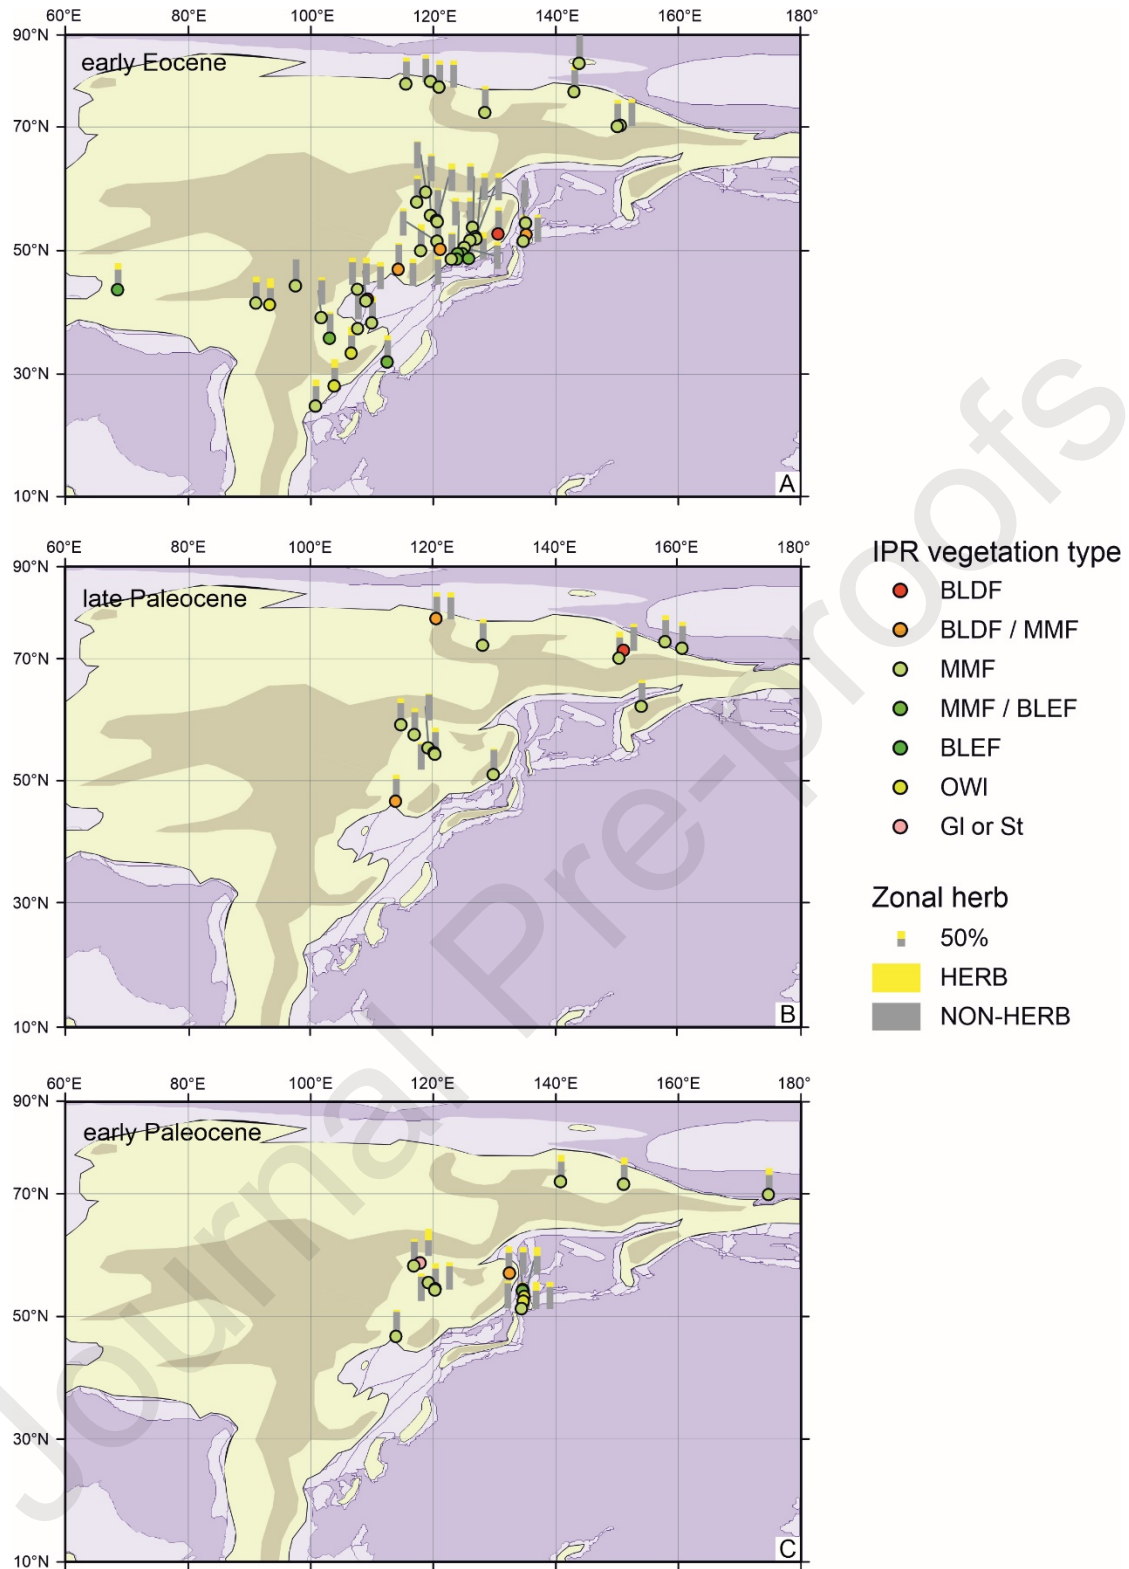 60°E 80°E 100°E 120°E 140°E 160°E 180°
90°N
early Eocene
70°N
50°N
30°N
10°N
A
60°E 80°E 100°E 120°E 140°E 160°E 180°
90°N
late Paleocene
70°N
50°N
30°N
10°N
B
IPR vegetation type
BLDF
BLDF / MMF
MMF
MMF / BLEF
BLEF
OWl
Gl or St
Zonal herb
50%
HERB
NON-HERB
60°E 80°E 100°E 120°E 140°E 160°E 180°
90°N
early Paleocene
70°N
50°N
30°N
10°N
C
Journal Pre-proofs